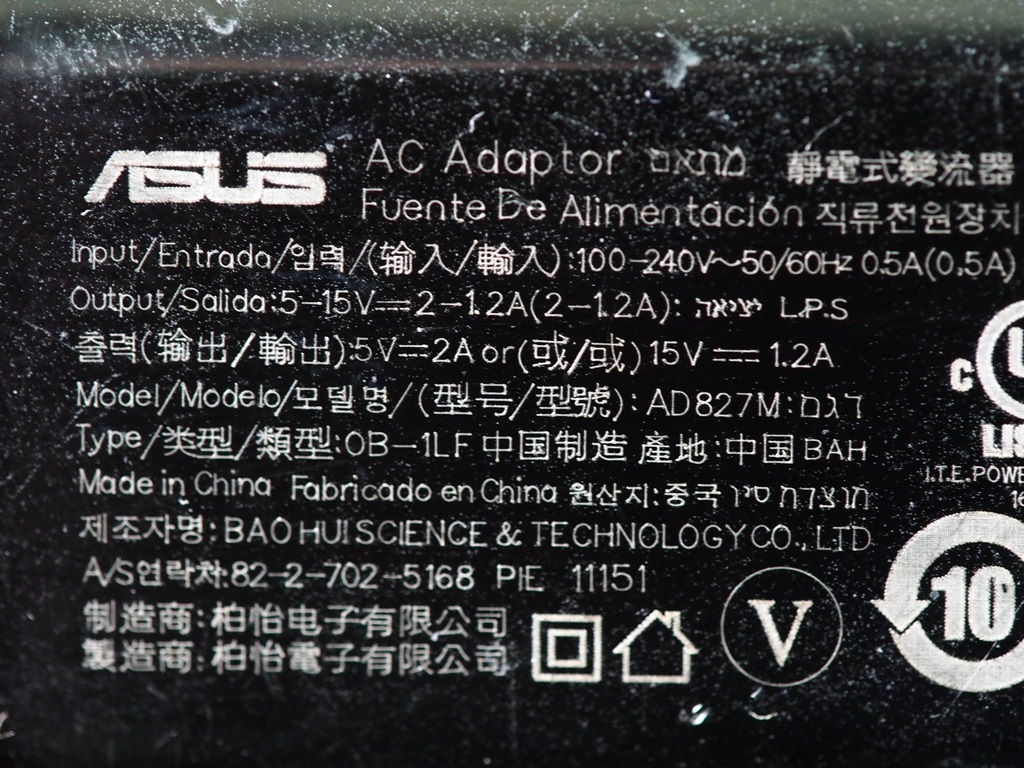 ASUS AC Adaptor מתאם 靜電式變流器
Fuente De Alimentación 직류전원장치
Input/Entrada/입력/(输入/輸入):100-240V~50/60Hz 0.5A(0.5A)
Output/Salida:5-15V⎓2-1.2A(2-1.2A): יציאה L.P.S
출력(输出/輸出):5V⎓2A or(或/或)15V⎓1.2A
Model/Modelo/모델명/(型号/型號):AD827M:דגם
Type/类型/類型:OB-1LF 中国制造 產地:中国 BAH
Made in China Fabricado en China 원산지:중국 תוצרת סין
제조자명:BAO HUI SCIENCE & TECHNOLOGY CO.,LTD
A/S연락처:82-2-702-5168 PIE 11151
制造商:柏怡电子有限公司
製造商:柏怡電子有限公司
V
C
I.T.E.POWE
10